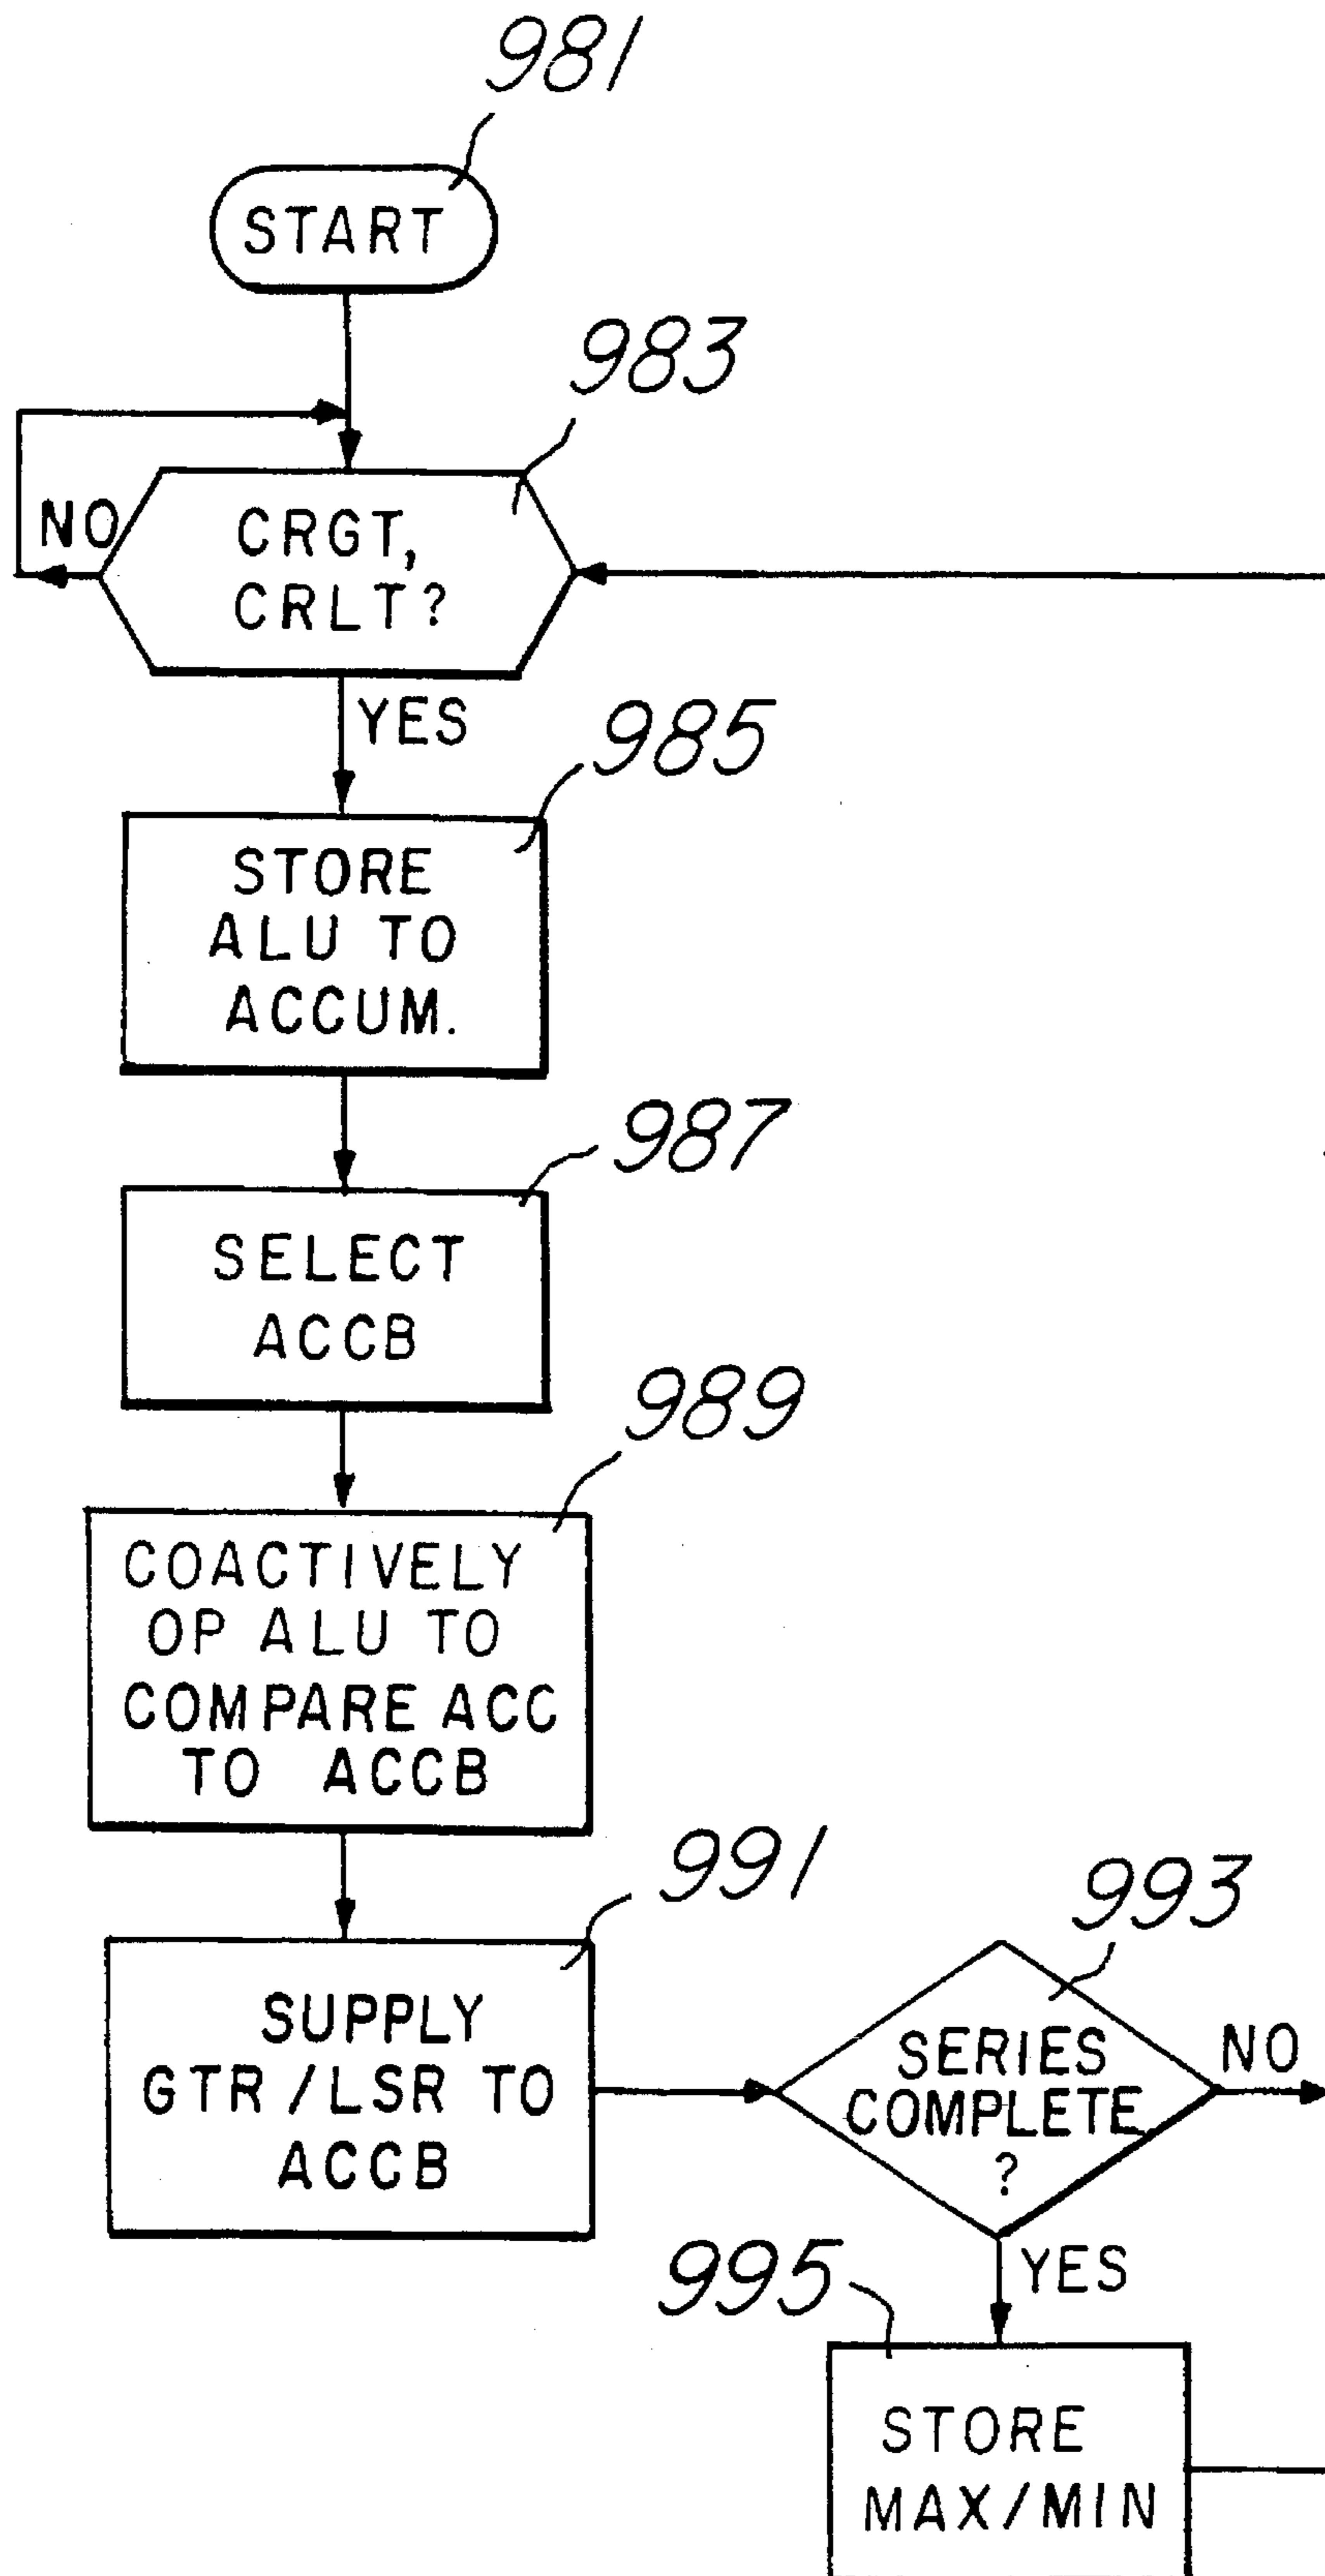 981
START
983
NO
CRGT,
CRLT?
YES
985
STORE
ALU TO
ACCUM.
987
SELECT
ACCB
989
COACTIVELY
OP ALU TO
COMPARE ACC
TO ACCB
991
SUPPLY
GTR/LSR TO
ACCB
993
SERIES
COMPLETE
?
NO
YES
995
STORE
MAX/MIN